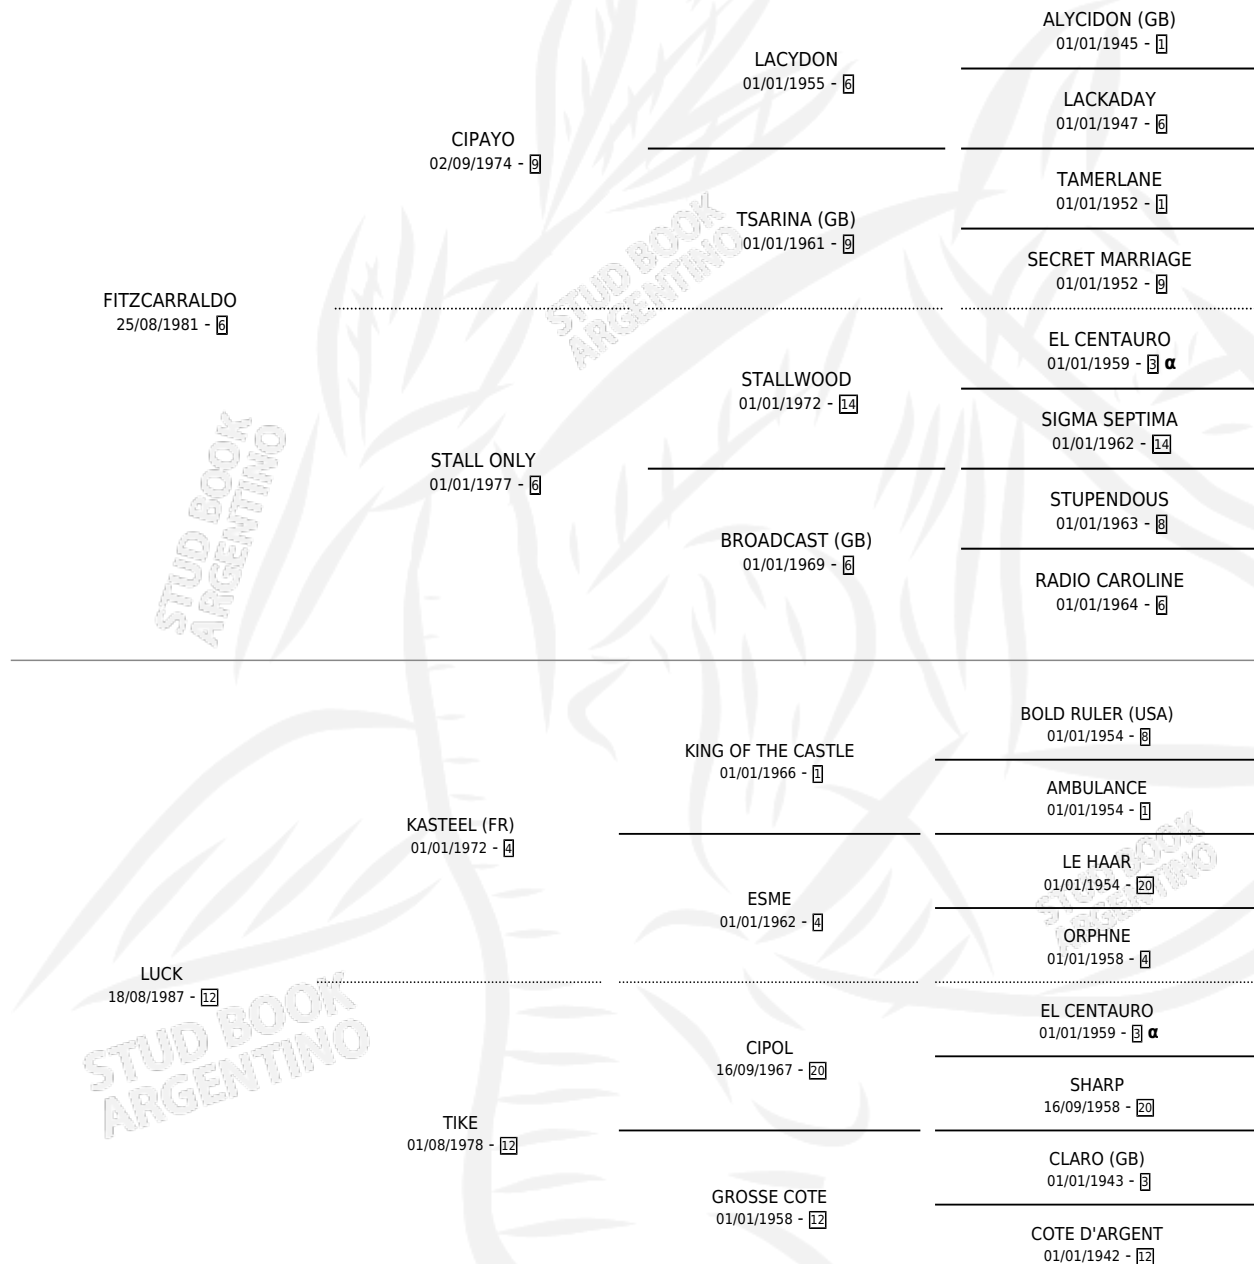 ALYCIDON (GB)
01/01/1945 - 1
LACYDON
01/01/1955 - 6
LACKADAY
01/01/1947 - 6
CIPAYO
02/09/1974 - 9
TAMERLANE
01/01/1952 - 1
TSARINA (GB)
01/01/1961 - 9
SECRET MARRIAGE
01/01/1952 - 9
FITZCARRALDO
25/08/1981 - 6
STUD BOOK
ARGENTINO
EL CENTAURO
01/01/1959 - 3 α
STALLWOOD
01/01/1972 - 14
SIGMA SEPTIMA
01/01/1962 - 14
STALL ONLY
01/01/1977 - 6
STUPENDOUS
01/01/1963 - 8
BROADCAST (GB)
01/01/1969 - 6
RADIO CAROLINE
01/01/1964 - 6
STUD BOOK
ARGENTINO
BOLD RULER (USA)
01/01/1954 - 8
KING OF THE CASTLE
01/01/1966 - 1
AMBULANCE
01/01/1954 - 1
KASTEEL (FR)
01/01/1972 - 4
LE HAAR
01/01/1954 - 20
ESME
01/01/1962 - 4
ORPHNE
01/01/1958 - 4
STUD BOOK
ARGENTINO
LUCK
18/08/1987 - 12
EL CENTAURO
01/01/1959 - 3 α
CIPOL
16/09/1967 - 20
SHARP
16/09/1958 - 20
STUD BOOK
ARGENTINO
TIKE
01/08/1978 - 12
CLARO (GB)
01/01/1943 - 3
GROSSE COTE
01/01/1958 - 12
COTE D'ARGENT
01/01/1942 - 12